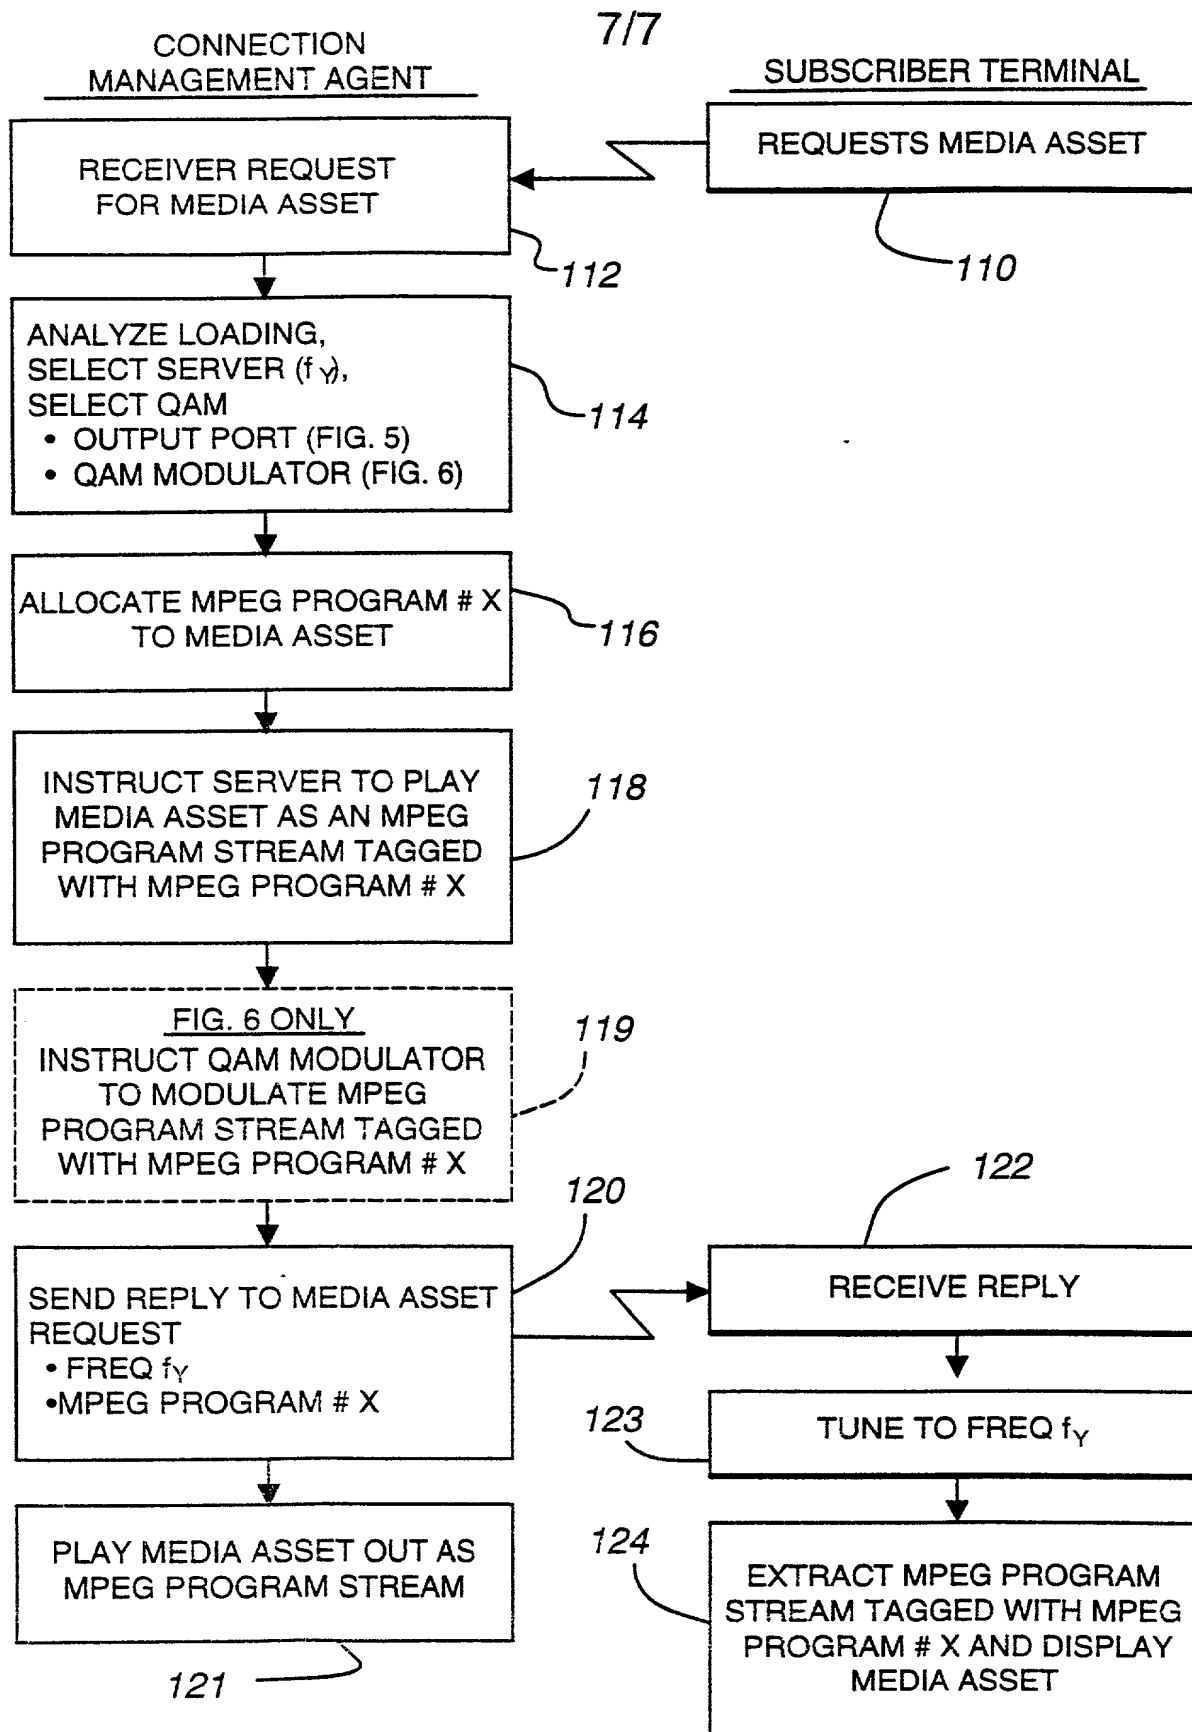 7/7
CONNECTION
MANAGEMENT AGENT
SUBSCRIBER TERMINAL
REQUESTS MEDIA ASSET
110
RECEIVER REQUEST
FOR MEDIA ASSET
112
ANALYZE LOADING,
SELECT SERVER (fY),
SELECT QAM
• OUTPUT PORT (FIG. 5)
• QAM MODULATOR (FIG. 6)
114
ALLOCATE MPEG PROGRAM # X
TO MEDIA ASSET
116
INSTRUCT SERVER TO PLAY
MEDIA ASSET AS AN MPEG
PROGRAM STREAM TAGGED
WITH MPEG PROGRAM # X
118
FIG. 6 ONLY
INSTRUCT QAM MODULATOR
TO MODULATE MPEG
PROGRAM STREAM TAGGED
WITH MPEG PROGRAM # X
119
SEND REPLY TO MEDIA ASSET
REQUEST
• FREQ fY
•MPEG PROGRAM # X
120
PLAY MEDIA ASSET OUT AS
MPEG PROGRAM STREAM
121
122
RECEIVE REPLY
123
TUNE TO FREQ fY
124
EXTRACT MPEG PROGRAM
STREAM TAGGED WITH MPEG
PROGRAM # X AND DISPLAY
MEDIA ASSET